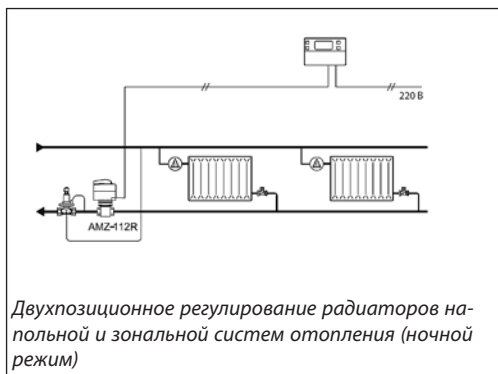 220 В
AMZ-112R
Двухпозиционное регулирование радиаторов на-
польной и зональной систем отопления (ночной
режим)